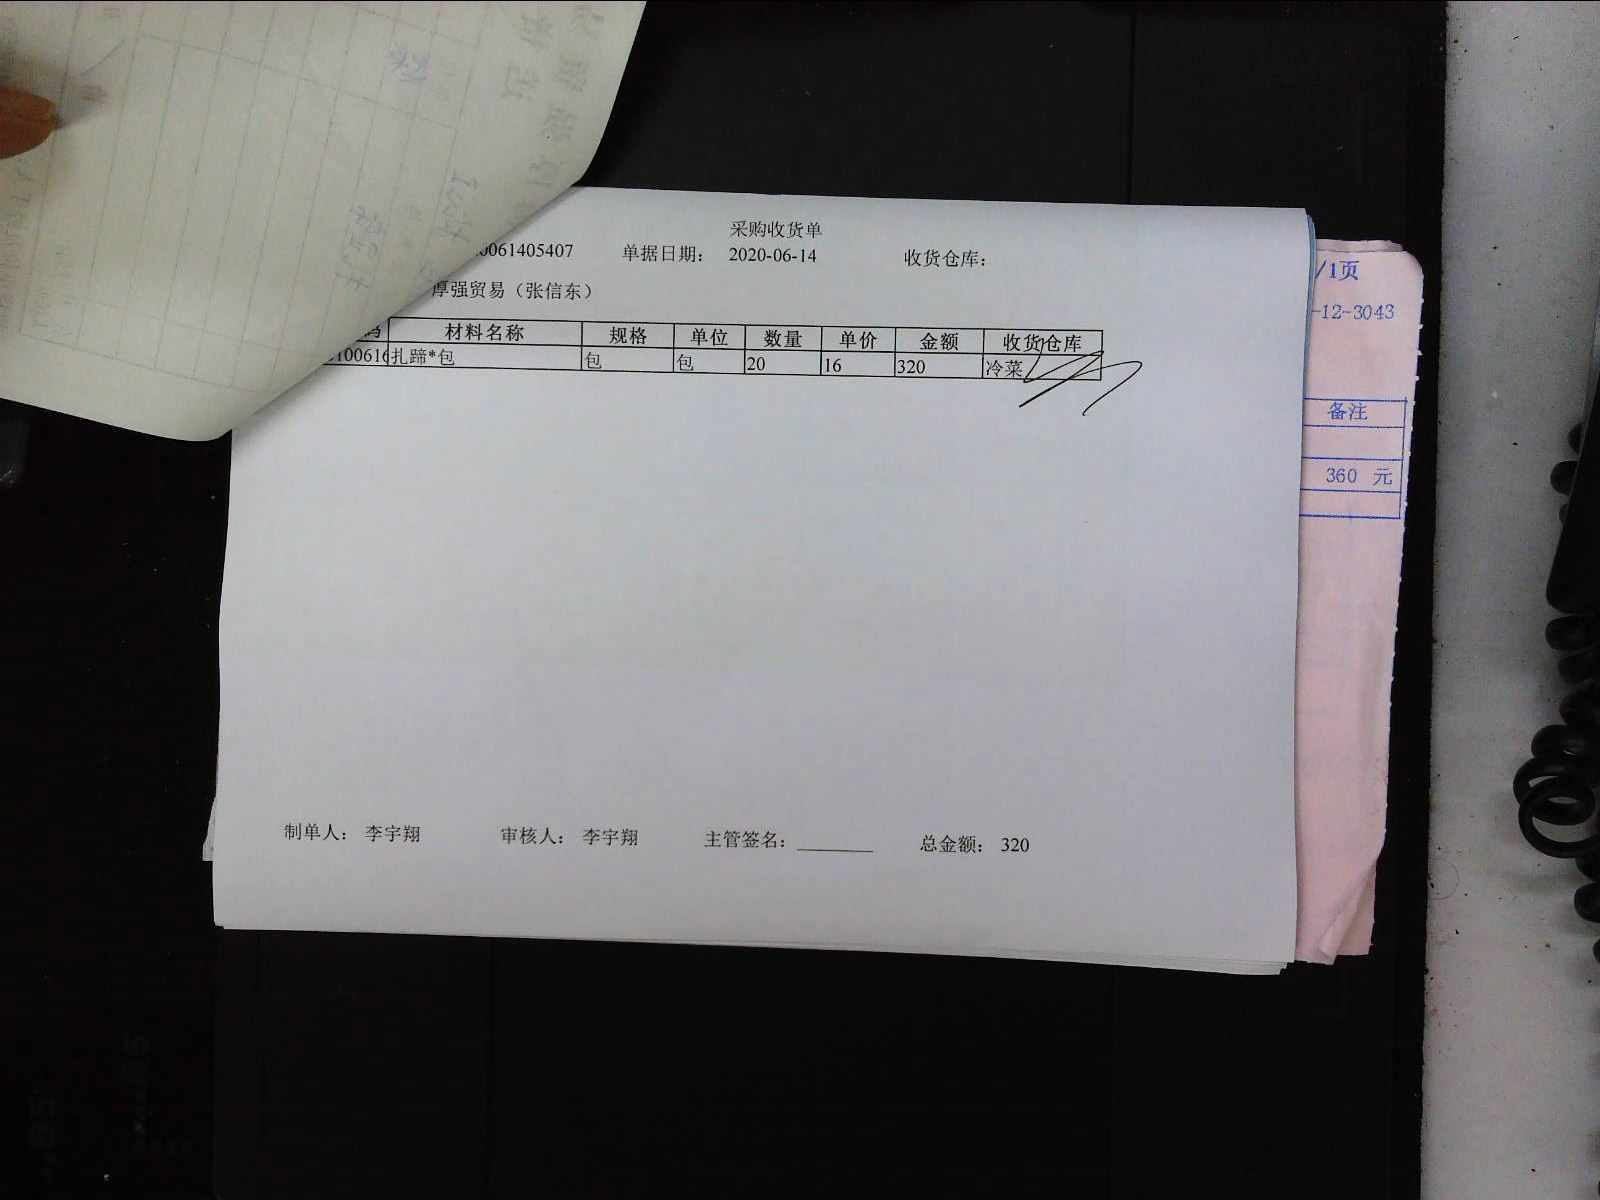 采购收货单
0061405407 单据日期： 2020-06-14 收货仓库：
厚强贸易（张信东）
码 材料名称 规格 单位 数量 单价 金额 收货仓库
100616 扎蹄*包 包 包 20 16 320 冷菜
制单人： 李宇翔 审核人： 李宇翔 主管签名： 总金额： 320
/1页
-12-3043
备注
360 元